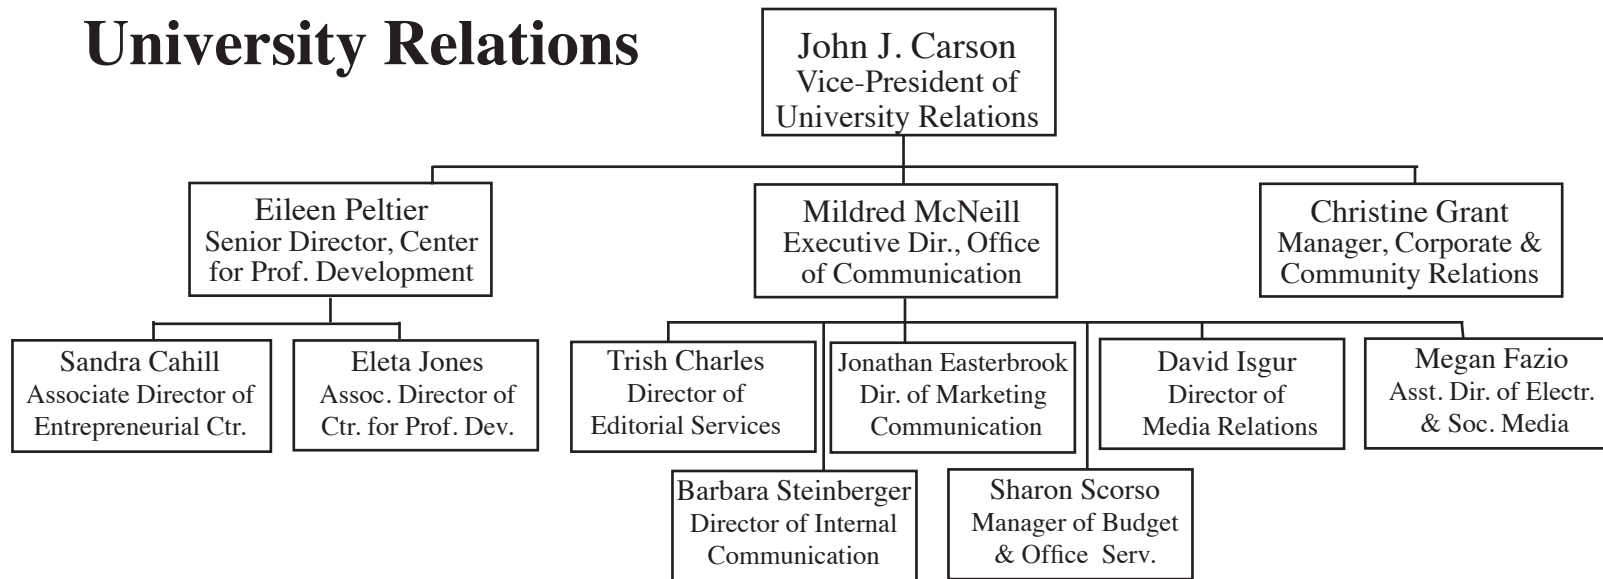 University Relations
John J. Carson
Vice-President of
University Relations
Eileen Peltier
Senior Director, Center
for Prof. Development
Mildred McNeill
Executive Dir., Office
of Communication
Christine Grant
Manager, Corporate &
Community Relations
Sandra Cahill
Associate Director of
Entrepreneurial Ctr.
Eleta Jones
Assoc. Director of
Ctr. for Prof. Dev.
Trish Charles
Director of
Editorial Services
Jonathan Easterbrook
Dir. of Marketing
Communication
David Isgur
Director of
Media Relations
Megan Fazio
Asst. Dir. of Electr.
& Soc. Media
Barbara Steinberger
Director of Internal
Communication
Sharon Scorso
Manager of Budget
& Office Serv.